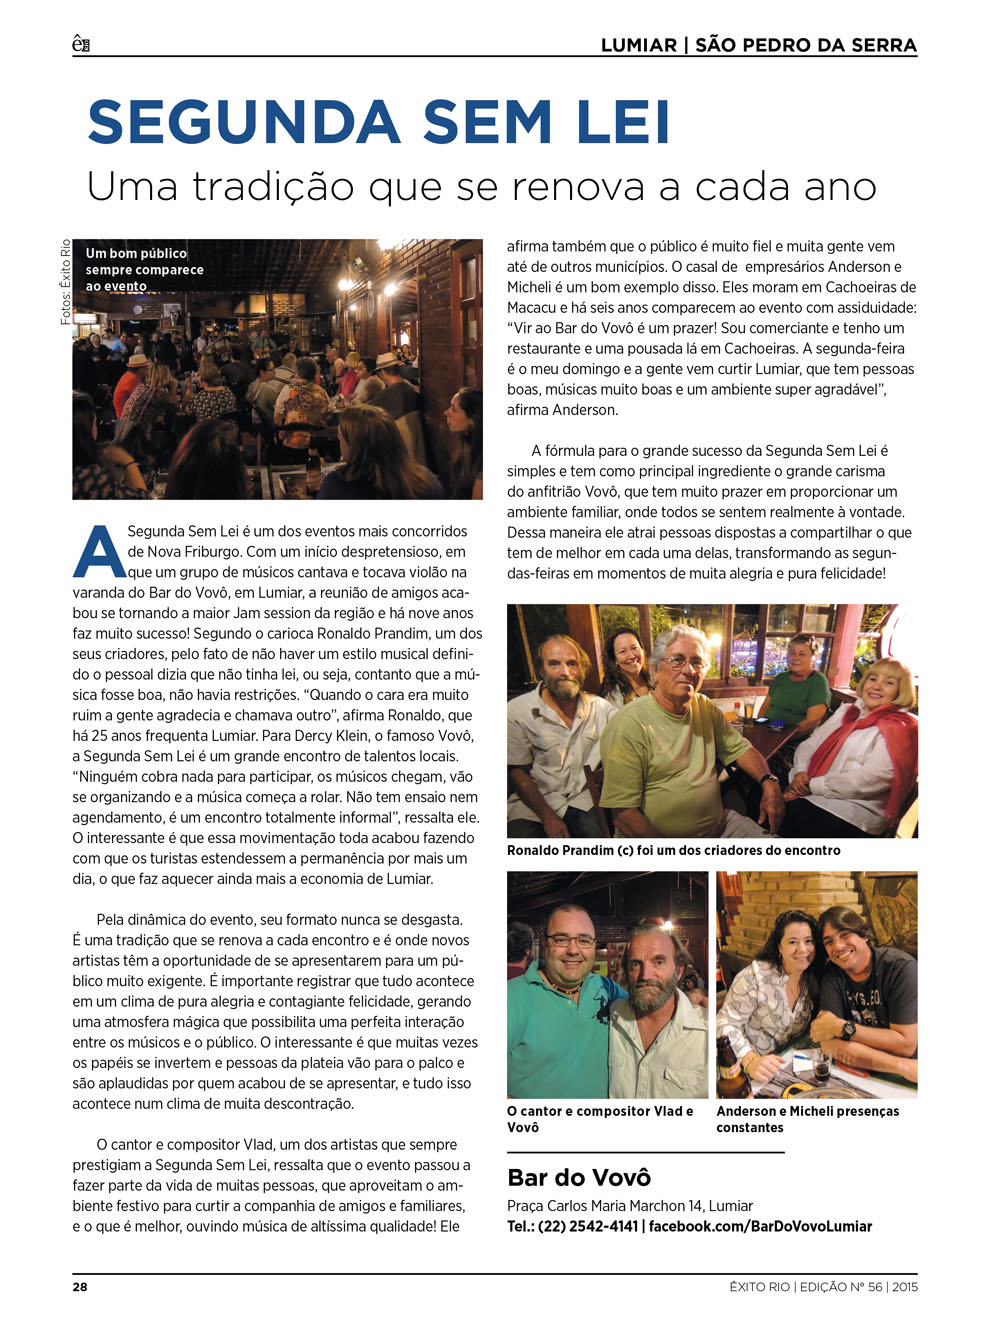 ê
LUMIAR | SÃO PEDRO DA SERRA
SEGUNDA SEM LEI
Uma tradição que se renova a cada ano
Fotos: Êxito Rio
Um bom público
sempre comparece
ao evento
A Segunda Sem Lei é um dos eventos mais concorridos
de Nova Friburgo. Com um início despretensioso, em
que um grupo de músicos cantava e tocava violão na
varanda do Bar do Vovô, em Lumiar, a reunião de amigos aca-
bou se tornando a maior Jam session da região e há nove anos
faz muito sucesso! Segundo o carioca Ronaldo Prandim, um dos
seus criadores, pelo fato de não haver um estilo musical defini-
do o pessoal dizia que não tinha lei, ou seja, contanto que a mú-
sica fosse boa, não havia restrições. “Quando o cara era muito
ruim a gente agradecia e chamava outro”, afirma Ronaldo, que
há 25 anos frequenta Lumiar. Para Dercy Klein, o famoso Vovô,
a Segunda Sem Lei é um grande encontro de talentos locais.
“Ninguém cobra nada para participar, os músicos chegam, vão
se organizando e a música começa a rolar. Não tem ensaio nem
agendamento, é um encontro totalmente informal”, ressalta ele.
O interessante é que essa movimentação toda acabou fazendo
com que os turistas estendessem a permanência por mais um
dia, o que faz aquecer ainda mais a economia de Lumiar.
Pela dinâmica do evento, seu formato nunca se desgasta.
É uma tradição que se renova a cada encontro e é onde novos
artistas têm a oportunidade de se apresentarem para um pú-
blico muito exigente. É importante registrar que tudo acontece
em um clima de pura alegria e contagiante felicidade, gerando
uma atmosfera mágica que possibilita uma perfeita interação
entre os músicos e o público. O interessante é que muitas vezes
os papéis se invertem e pessoas da plateia vão para o palco e
são aplaudidas por quem acabou de se apresentar, e tudo isso
acontece num clima de muita descontração.
O cantor e compositor Vlad, um dos artistas que sempre
prestigiam a Segunda Sem Lei, ressalta que o evento passou a
fazer parte da vida de muitas pessoas, que aproveitam o am-
biente festivo para curtir a companhia de amigos e familiares,
e o que é melhor, ouvindo música de altíssima qualidade! Ele
afirma também que o público é muito fiel e muita gente vem
até de outros municípios. O casal de empresários Anderson e
Micheli é um bom exemplo disso. Eles moram em Cachoeiras de
Macacu e há seis anos comparecem ao evento com assiduidade:
“Vir ao Bar do Vovô é um prazer! Sou comerciante e tenho um
restaurante e uma pousada lá em Cachoeiras. A segunda-feira
é o meu domingo e a gente vem curtir Lumiar, que tem pessoas
boas, músicas muito boas e um ambiente super agradável”,
afirma Anderson.
A fórmula para o grande sucesso da Segunda Sem Lei é
simples e tem como principal ingrediente o grande carisma
do anfitrião Vovô, que tem muito prazer em proporcionar um
ambiente familiar, onde todos se sentem realmente à vontade.
Dessa maneira ele atrai pessoas dispostas a compartilhar o que
tem de melhor em cada uma delas, transformando as segun-
das-feiras em momentos de muita alegria e pura felicidade!
Ronaldo Prandim (c) foi um dos criadores do encontro
O cantor e compositor Vlad e
Vovô
Anderson e Micheli presenças
constantes
Bar do Vovô
Praça Carlos Maria Marchon 14, Lumiar
Tel.: (22) 2542-4141 | facebook.com/BarDoVovoLumiar
28
ÊXITO RIO | EDIÇÃO N° 56 | 2015